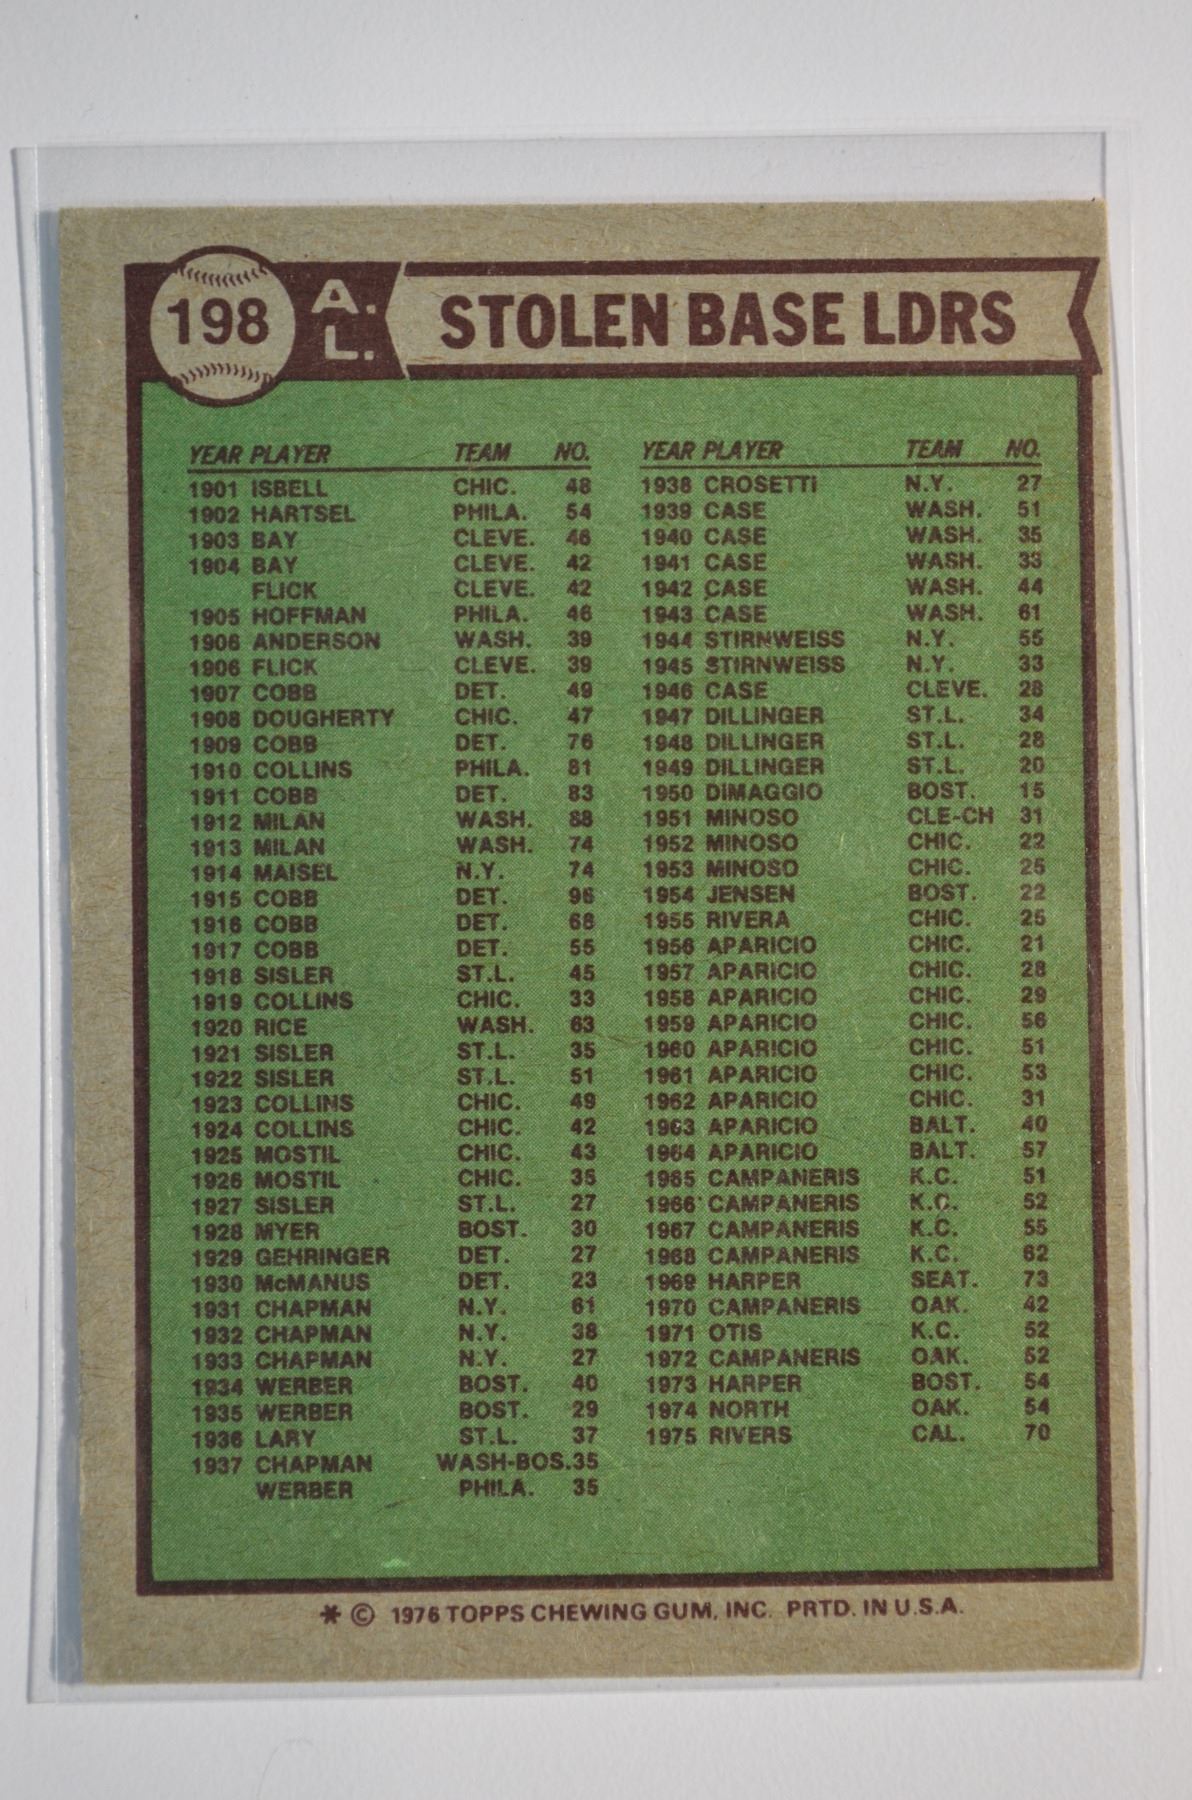 198 A. L. STOLEN BASE LDRS
YEAR PLAYER TEAM NO.
1901 ISBELL CHIC. 48
1902 HARTSEL PHILA. 54
1903 BAY CLEVE. 46
1904 BAY CLEVE. 42
FLICK CLEVE. 42
1905 HOFFMAN PHILA. 46
1906 ANDERSON WASH. 39
1906 FLICK CLEVE. 39
1907 COBB DET. 49
1908 DOUGHERTY CHIC. 47
1909 COBB DET. 76
1910 COLLINS PHILA. 81
1911 COBB DET. 83
1912 MILAN WASH. 88
1913 MILAN WASH. 74
1914 MAISEL N.Y. 74
1915 COBB DET. 96
1916 COBB DET. 68
1917 COBB DET. 55
1918 SISLER ST.L. 45
1919 COLLINS CHIC. 33
1920 RICE WASH. 63
1921 SISLER ST.L. 35
1922 SISLER ST.L. 51
1923 COLLINS CHIC. 49
1924 COLLINS CHIC. 42
1925 MOSTIL CHIC. 43
1926 MOSTIL CHIC. 35
1927 SISLER ST.L. 27
1928 MYER BOST. 30
1929 GEHRINGER DET. 27
1930 McMANUS DET. 23
1931 CHAPMAN N.Y. 61
1932 CHAPMAN N.Y. 38
1933 CHAPMAN N.Y. 27
1934 WERBER BOST. 40
1935 WERBER BOST. 29
1936 LARY ST.L. 37
1937 CHAPMAN WASH-BOS. 35
WERBER PHILA. 35
YEAR PLAYER TEAM NO.
1938 CROSETTI N.Y. 27
1939 CASE WASH. 51
1940 CASE WASH. 35
1941 CASE WASH. 33
1942 CASE WASH. 44
1943 CASE WASH. 61
1944 STIRNWEISS N.Y. 55
1945 STIRNWEISS N.Y. 33
1946 CASE CLEVE. 28
1947 DILLINGER ST.L. 34
1948 DILLINGER ST.L. 28
1949 DILLINGER ST.L. 20
1950 DIMAGGIO BOST. 15
1951 MINOSO CLE-CH 31
1952 MINOSO CHIC. 22
1953 MINOSO CHIC. 25
1954 JENSEN BOST. 22
1955 RIVERA CHIC. 25
1956 APARICIO CHIC. 21
1957 APARICIO CHIC. 28
1958 APARICIO CHIC. 29
1959 APARICIO CHIC. 56
1960 APARICIO CHIC. 51
1961 APARICIO CHIC. 53
1962 APARICIO CHIC. 31
1963 APARICIO BALT. 40
1964 APARICIO BALT. 57
1965 CAMPANERIS K.C. 51
1966 CAMPANERIS K.C. 52
1967 CAMPANERIS K.C. 55
1968 CAMPANERIS K.C. 62
1969 HARPER SEAT. 73
1970 CAMPANERIS OAK. 42
1971 OTIS K.C. 52
1972 CAMPANERIS OAK. 52
1973 HARPER BOST. 54
1974 NORTH OAK. 54
1975 RIVERS CAL. 70
* © 1976 TOPPS CHEWING GUM, INC. PRTD. IN U.S.A.